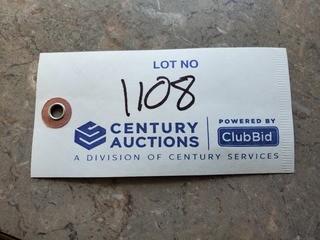 LOT NO
1108
CENTURY AUCTIONS
POWERED BY
ClubBid
A DIVISION OF CENTURY SERVICES